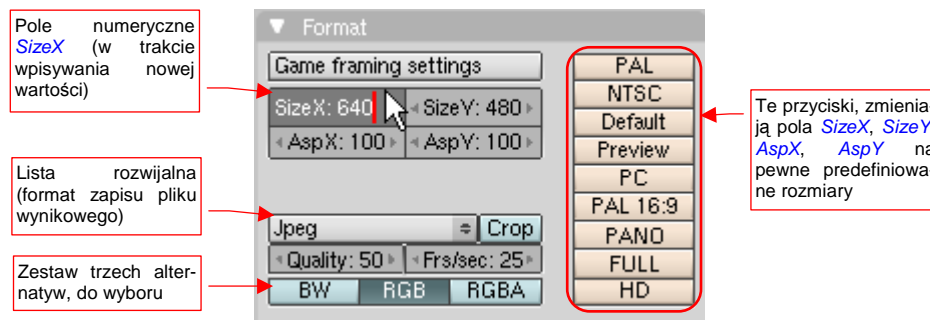 Pole numeryczne
SizeX (w trakcie
wpisywania nowej
wartości)
Lista rozwijalna
(format zapisu pliku
wynikowego)
Zestaw trzech alter-
natyw, do wyboru
Format
Game framing settings
SizeX: 640
SizeY: 480
AspX: 100
AspY: 100
Jpeg
Crop
Quality: 50
Frs/sec: 25
BW
RGB
RGBA
PAL
NTSC
Default
Preview
PC
PAL 16:9
PANO
FULL
HD
Te przyciski, zmienia
ją pola SizeX, SizeY
AspX, AspY na
pewne predefiniowa
ne rozmiary